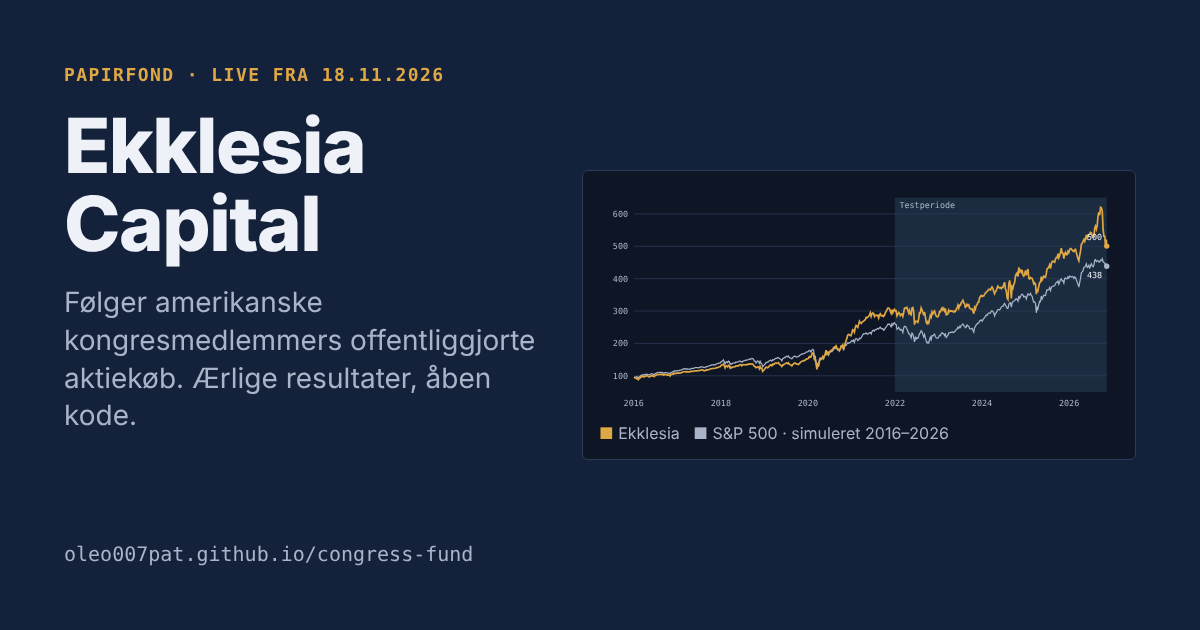 PAPIRFOND · LIVE FRA 18.11.2026
Ekklesia
Capital
Følger amerikanske
kongresmedlemmers offentliggjorte
aktiekøb. Ærlige resultater, åben
kode.
oleo007pat.github.io/congress-fund
Testperiode
600
500
400
300
200
100
500
438
2016
2018
2020
2022
2024
2026
Ekklesia
S&P 500 · simuleret 2016–2026